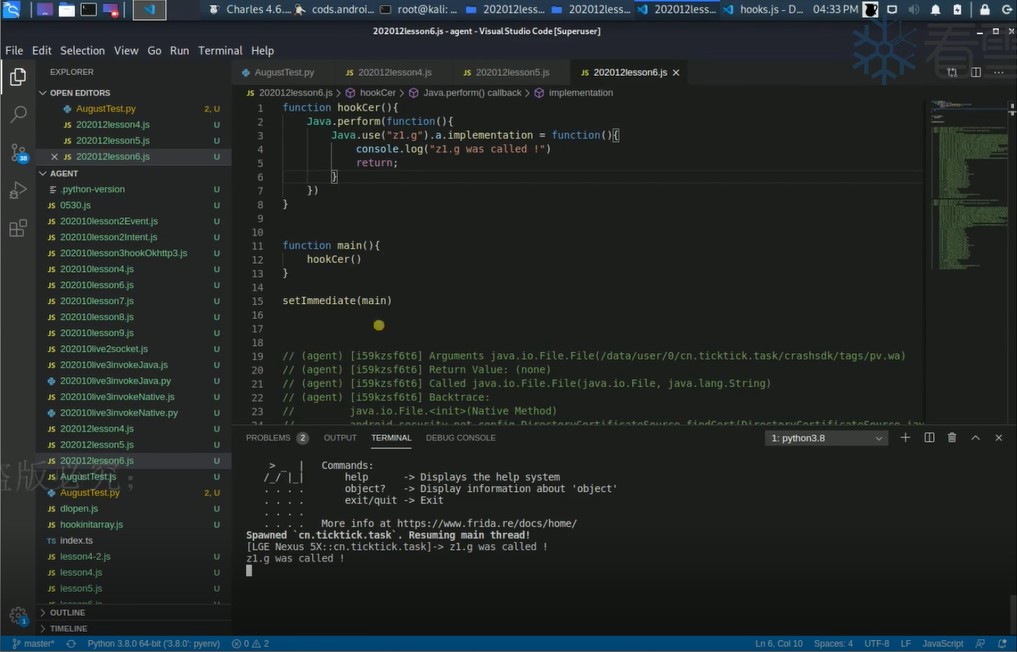 Charles 4.6....
cods.androi...
root@kali: ...
202012less...
202012less...
202012less...
hooks.js - D...
04:33 PM
202012lesson6.js - agent - Visual Studio Code [Superuser]
File Edit Selection View Go Run Terminal Help
EXPLORER
OPEN EDITORS
AugustTest.py 2, U
JS 202012lesson4.js U
JS 202012lesson5.js U
JS 202012lesson6.js U
AGENT
.python-version U
JS 0530.js U
JS 202010lesson2Event.js U
JS 202010lesson2Intent.js U
JS 202010lesson3hookOkhttp3.js U
JS 202010lesson4.js U
JS 202010lesson6.js U
JS 202010lesson7.js U
JS 202010lesson8.js U
JS 202010lesson9.js U
JS 202010live2socket.js U
JS 202010live3invokeJava.js U
202010live3invokeJava.py U
JS 202010live3invokeNative.js U
202010live3invokeNative.py U
JS 202012lesson4.js U
JS 202012lesson5.js U
JS 202012lesson6.js U
JS AugustTest.js U
AugustTest.py 2, U
JS dlopen.js U
JS hookinitarray.js U
TS index.ts
JS lesson4-2.js U
JS lesson4.js U
JS lesson5.js U
OUTLINE
TIMELINE
38
1
AugustTest.py
JS 202012lesson4.js
JS 202012lesson5.js
JS 202012lesson6.js
JS 202012lesson6.js > hookCer > Java.perform() callback > implementation
1 function hookCer(){
2 Java.perform(function(){
3 Java.use("z1.g").a.implementation = function(){
4 console.log("z1.g was called !")
5 return;
6 }
7 })
8 }
9
10
11 function main(){
12 hookCer()
13 }
14
15 setImmediate(main)
16
17
18
19 // (agent) [i59kzsf6t6] Arguments java.io.File.File(/data/user/0/cn.ticktick.task/crashsdk/tags/pv.wa)
20 // (agent) [i59kzsf6t6] Return Value: (none)
21 // (agent) [i59kzsf6t6] Called java.io.File.File(java.io.File, java.lang.String)
22 // (agent) [i59kzsf6t6] Backtrace:
23 // java.io.File.<init>(Native Method)
PROBLEMS 2 OUTPUT TERMINAL DEBUG CONSOLE
1: python3.8
> _ | Commands:
/_/ |_| help -> Displays the help system
. . . . object? -> Display information about 'object'
. . . . exit/quit -> Exit
. . . .
. . . . More info at https://www.frida.re/docs/home/
Spawned `cn.ticktick.task`. Resuming main thread!
[LGE Nexus 5X::cn.ticktick.task]-> z1.g was called !
z1.g was called !
master* Python 3.8.0 64-bit ('3.8.0': pyenv) 0 2
Ln 6, Col 10 Spaces: 4 UTF-8 LF JavaScript
盗版必究；
看雪